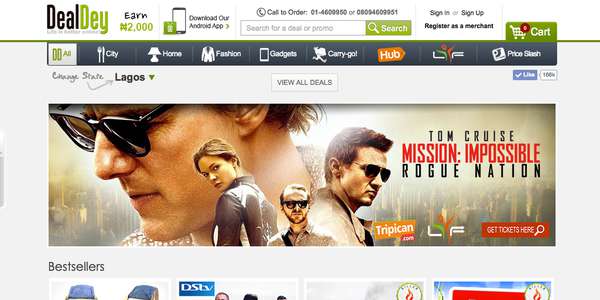 DealDey
Life is better online
Earn
₦2,000
Download Our
Android App >
Call to Order: 01-4609950 or 08094609951
Search for a deal or promo
Search
Sign in or Sign Up
Register as a merchant
0
Cart
All
City
Home
Fashion
Gadgets
Carry-go!
Hub
Price Slash
Change State
Lagos
VIEW ALL DEALS
Like
168k
TOM CRUISE
MISSION: IMPOSSIBLE
ROGUE NATION
Tripican
.com
GET TICKETS HERE
Bestsellers
DStv